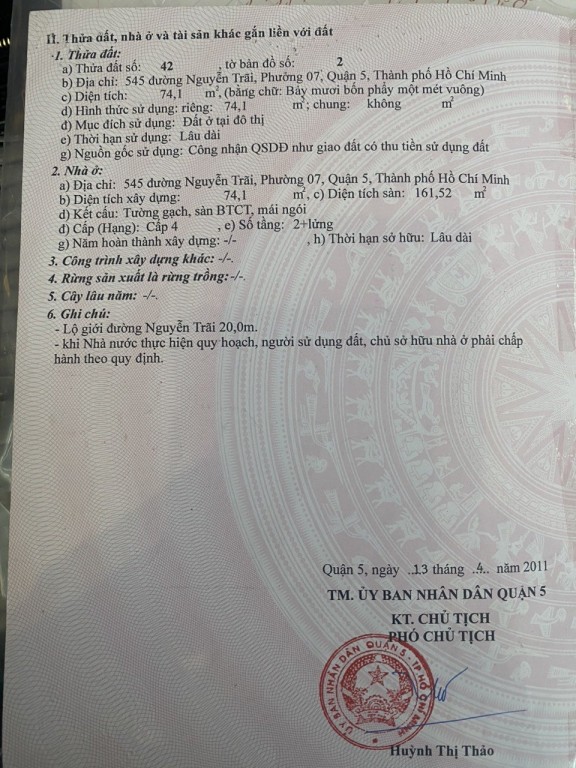 II. Thửa đất, nhà ở và tài sản khác gắn liền với đất
1. Thửa đất:
a) Thửa đất số: 42 , tờ bản đồ số: 2
b) Địa chỉ: 545 đường Nguyễn Trãi, Phường 07, Quận 5, Thành phố Hồ Chí Minh
c) Diện tích: 74,1 m², (bằng chữ: Bảy mươi bốn phẩy một mét vuông)
d) Hình thức sử dụng: riêng: 74,1 m²; chung: không m²
đ) Mục đích sử dụng: Đất ở tại đô thị
e) Thời hạn sử dụng: Lâu dài
g) Nguồn gốc sử dụng: Công nhận QSDĐ như giao đất có thu tiền sử dụng đất
2. Nhà ở:
a) Địa chỉ: 545 đường Nguyễn Trãi, Phường 07, Quận 5, Thành phố Hồ Chí Minh
b) Diện tích xây dựng: 74,1 m², c) Diện tích sàn: 161,52 m²
d) Kết cấu: Tường gạch, sàn BTCT, mái ngói
đ) Cấp (Hạng): Cấp 4 , e) Số tầng: 2+lửng
g) Năm hoàn thành xây dựng: -/- , h) Thời hạn sở hữu: Lâu dài
3. Công trình xây dựng khác: -/-.
4. Rừng sản xuất là rừng trồng: -/-.
5. Cây lâu năm: -/-.
6. Ghi chú:
- Lộ giới đường Nguyễn Trãi 20,0m.
- khi Nhà nước thực hiện quy hoạch, người sử dụng đất, chủ sở hữu nhà ở phải chấp
hành theo quy định.
Quận 5, ngày ..13 tháng ..4.. năm 2011
TM. ỦY BAN NHÂN DÂN QUẬN 5
KT. CHỦ TỊCH
PHÓ CHỦ TỊCH
ỦY BAN NHÂN DÂN QUẬN 5 - TP HỒ CHÍ MINH
Huỳnh Thị Thảo